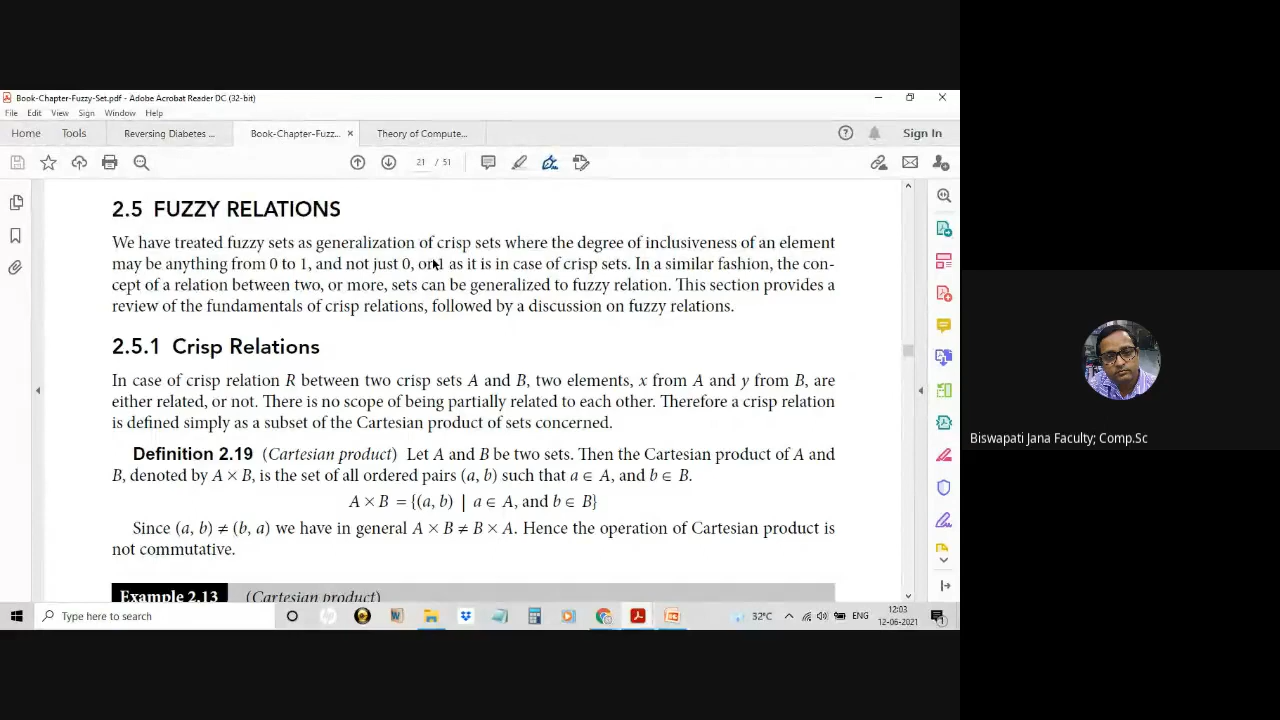 Book-Chapter-Fuzzy-Set.pdf - Adobe Acrobat Reader DC (32-bit)
File Edit View Sign Window Help
Home Tools Reversing Diabetes ... Book-Chapter-Fuzz... × Theory of Compute... Sign In
21 / 51
2.5 FUZZY RELATIONS
We have treated fuzzy sets as generalization of crisp sets where the degree of inclusiveness of an element
may be anything from 0 to 1, and not just 0, or 1 as it is in case of crisp sets. In a similar fashion, the con-
cept of a relation between two, or more, sets can be generalized to fuzzy relation. This section provides a
review of the fundamentals of crisp relations, followed by a discussion on fuzzy relations.
2.5.1 Crisp Relations
In case of crisp relation R between two crisp sets A and B, two elements, x from A and y from B, are
either related, or not. There is no scope of being partially related to each other. Therefore a crisp relation
is defined simply as a subset of the Cartesian product of sets concerned.
Definition 2.19 (Cartesian product) Let A and B be two sets. Then the Cartesian product of A and
B, denoted by A × B, is the set of all ordered pairs (a, b) such that a ∈ A, and b ∈ B.
A × B = {(a, b) | a ∈ A, and b ∈ B}
Since (a, b) ≠ (b, a) we have in general A × B ≠ B × A. Hence the operation of Cartesian product is
not commutative.
Example 2.13 (Cartesian product)
Biswapati Jana Faculty; Comp.Sc
Type here to search
32°C ENG 12:03
12-06-2021